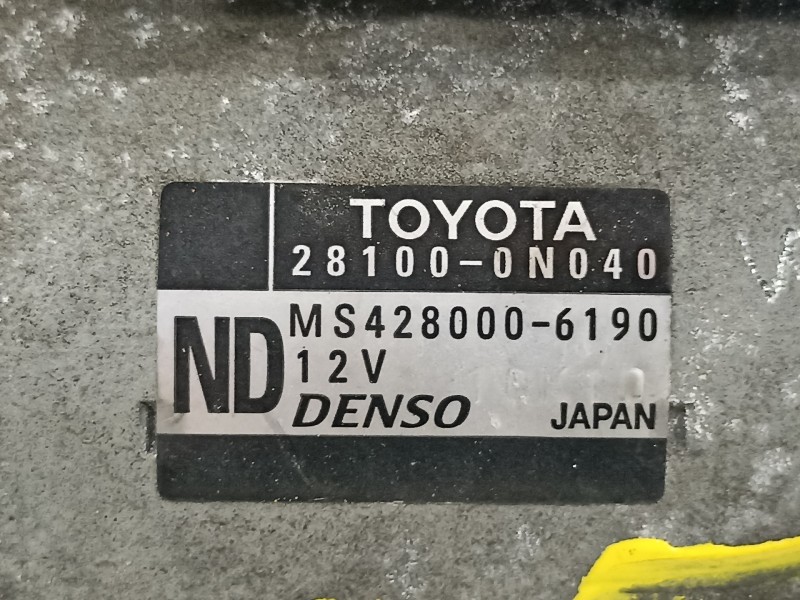 TOYOTA
28100-0N040
ND
MS428000-6190
12V
DENSO
JAPAN